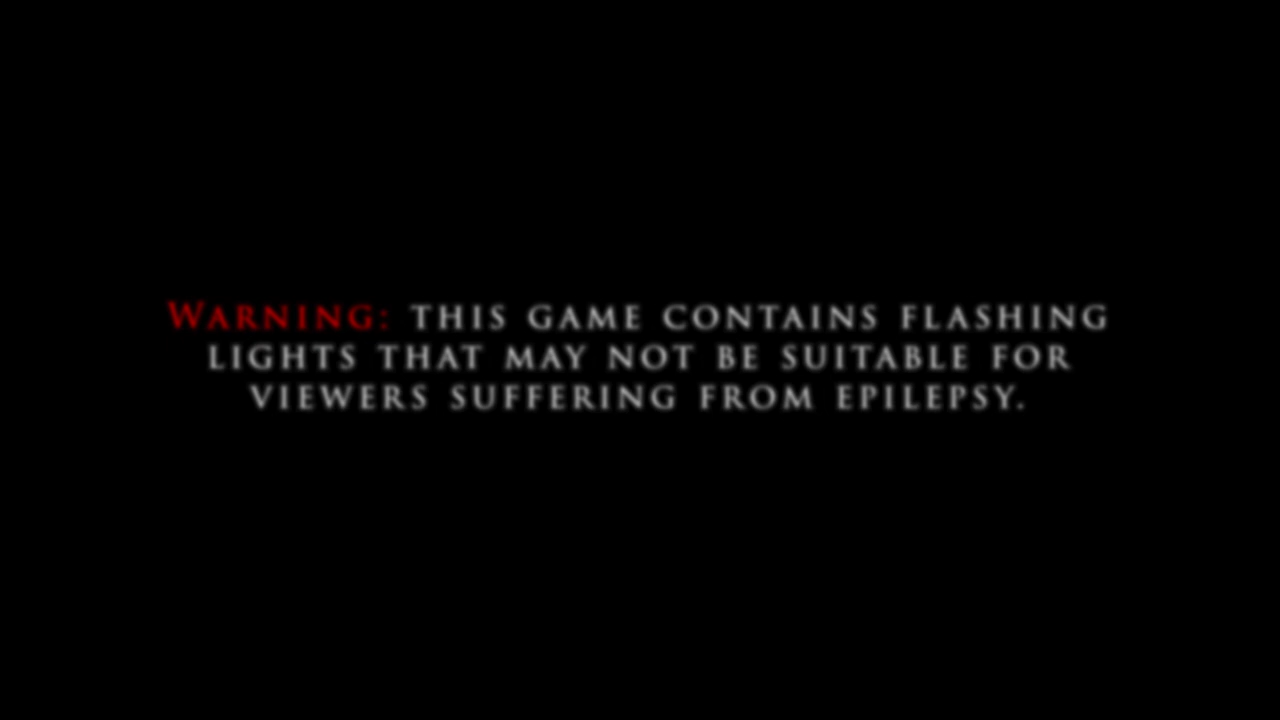 WARNING: THIS GAME CONTAINS FLASHING
LIGHTS THAT MAY NOT BE SUITABLE FOR
VIEWERS SUFFERING FROM EPILEPSY.